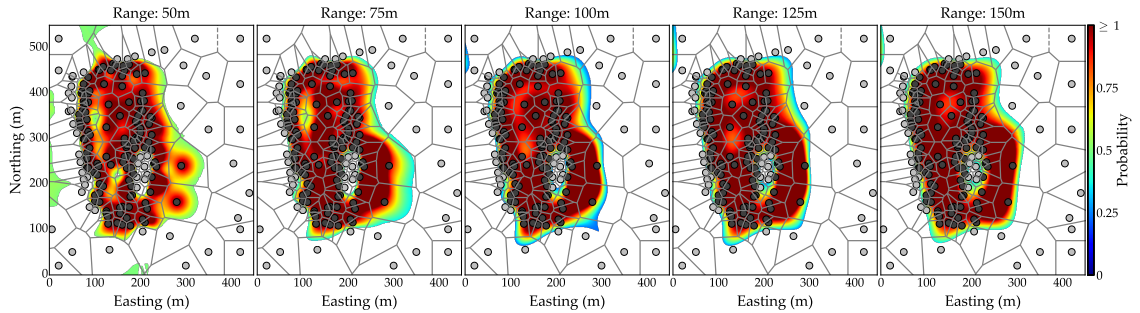 Range: 50m
Range: 75m
Range: 100m
Range: 125m
Range: 150m
Northing (m)
500
400
300
200
100
0
0 100 200 300 400
0 100 200 300 400
0 100 200 300 400
0 100 200 300 400
0 100 200 300 400
Easting (m)
Easting (m)
Easting (m)
Easting (m)
Easting (m)
≥ 1
0.75
0.5
0.25
0
Probability